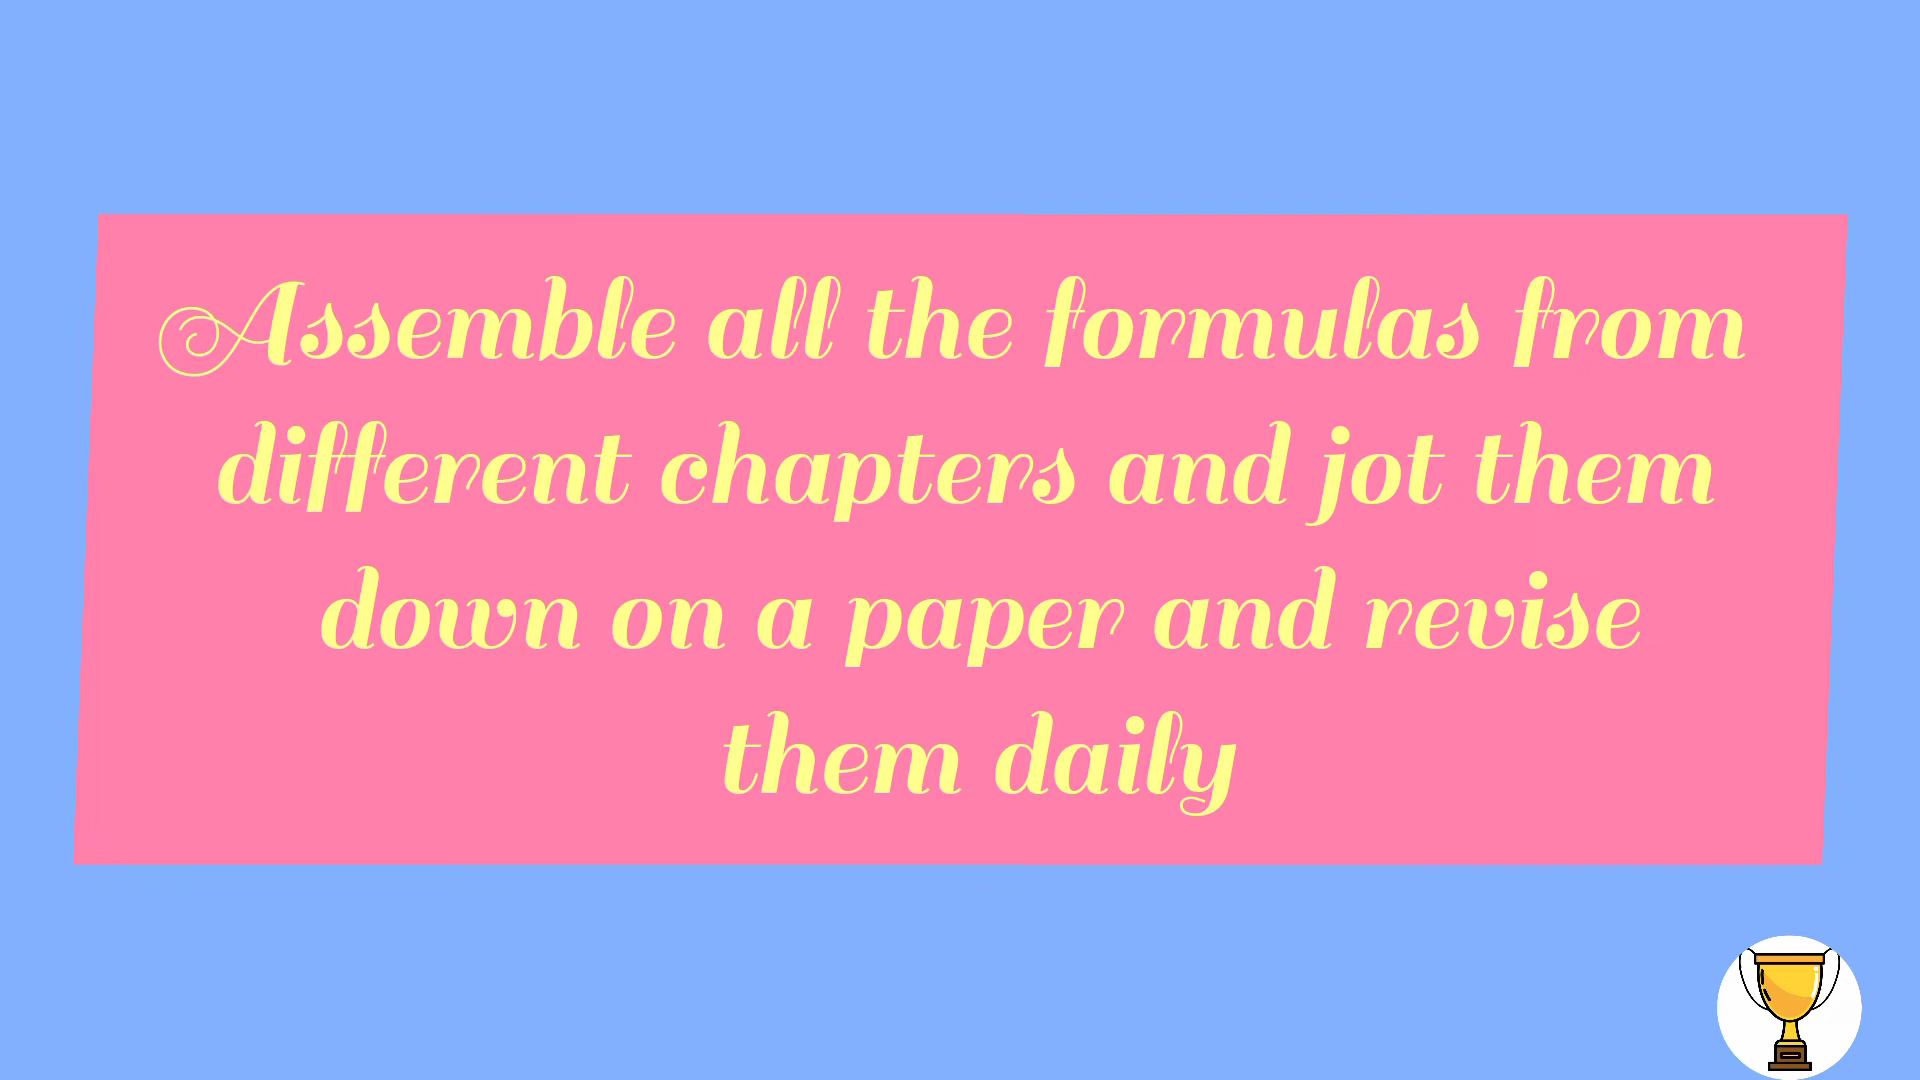 Assemble all the formulas from
different chapters and jot them
down on a paper and revise
them daily